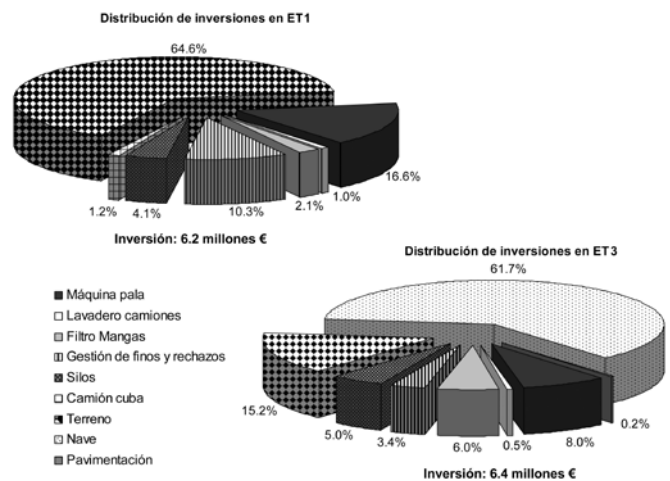 Distribución de inversiones en ET1
64.6%
16.6%
1.0%
2.1%
10.3%
4.1%
1.2%
Inversión: 6.2 millones €
Distribución de inversiones en ET3
61.7%
Máquina pala
Lavadero camiones
Filtro Mangas
Gestión de finos y rechazos
Silos
Camión cuba
Terreno
Nave
Pavimentación
15.2%
5.0%
3.4%
6.0%
0.5%
8.0%
0.2%
Inversión: 6.4 millones €